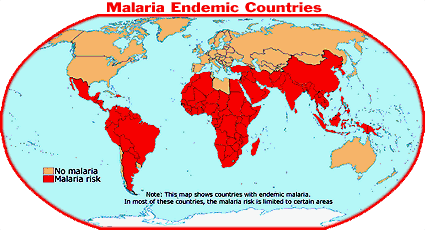 Malaria Endemic Countries
No malaria
Malaria risk
Note: This map shows countries with endemic malaria.
In most of these countries, the malaria risk is limited to certain areas